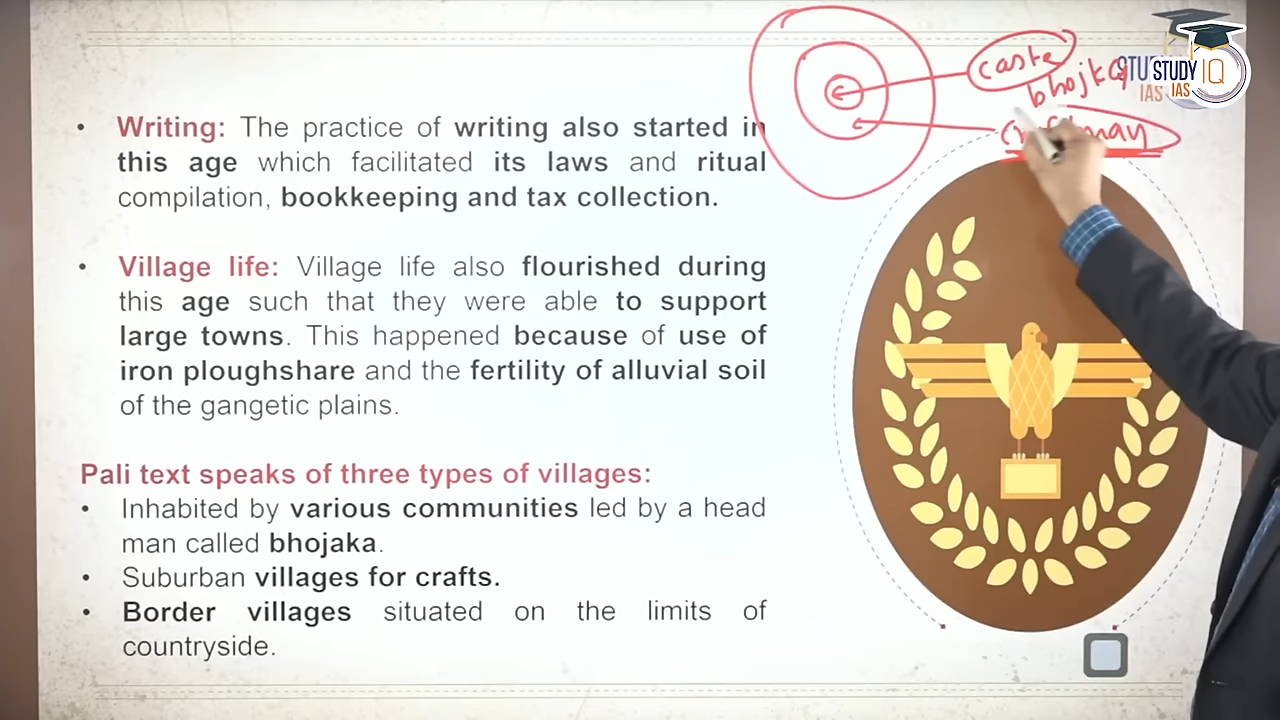 caste
bhojka
STUDY IQ
IAS
• Writing: The practice of writing also started in
this age which facilitated its laws and ritual
compilation, bookkeeping and tax collection.
• Village life: Village life also flourished during
this age such that they were able to support
large towns. This happened because of use of
iron ploughshare and the fertility of alluvial soil
of the gangetic plains.
Pali text speaks of three types of villages:
• Inhabited by various communities led by a head
man called bhojaka.
• Suburban villages for crafts.
• Border villages situated on the limits of
countryside.